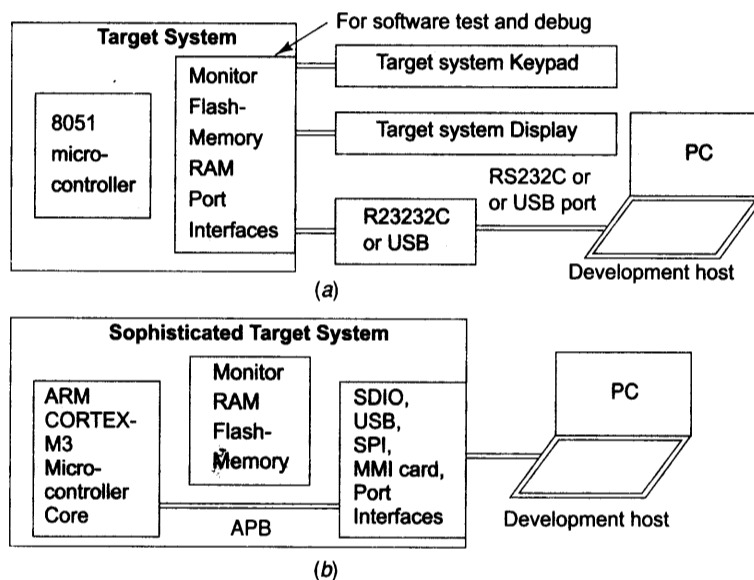 For software test and debug
Target System
Monitor
Flash-
Memory
RAM
Port
Interfaces
8051
micro-
controller
Target system Keypad
Target system Display
R23232C
or USB
RS232C or
or USB port
PC
Development host
(a)
Sophisticated Target System
ARM
CORTEX-
M3
Micro-
controller
Core
Monitor
RAM
Flash-
Memory
SDIO,
USB,
SPI,
MMI card,
Port
Interfaces
APB
PC
Development host
(b)